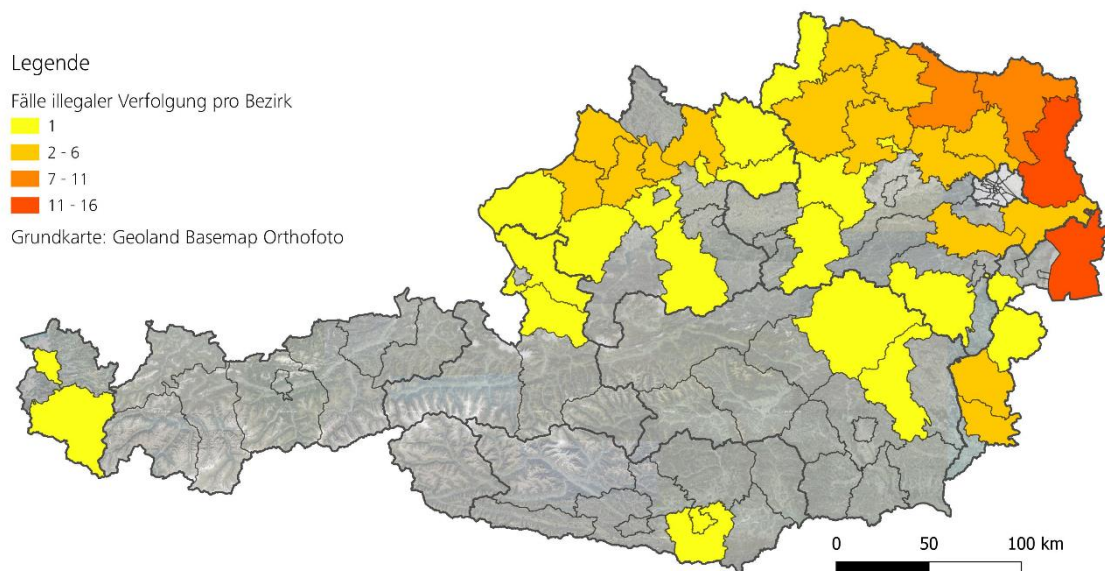 Legende
Fälle illegaler Verfolgung pro Bezirk
1
2 - 6
7 - 11
11 - 16
Grundkarte: Geoland Basemap Orthofoto
0 50 100 km